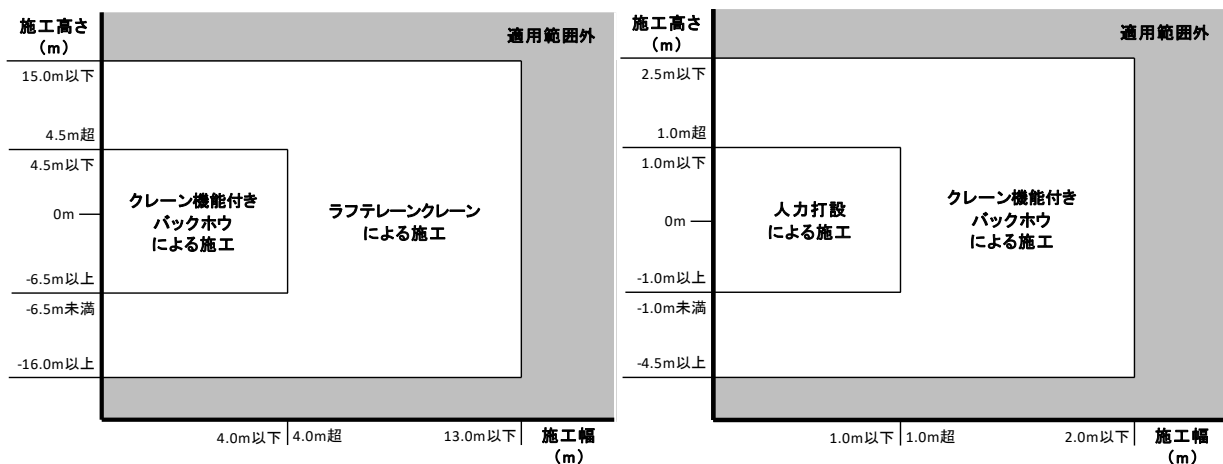 施工高さ
(m)
適用範囲外
15.0m以下
4.5m超
4.5m以下
クレーン機能付き
バックホウ
による施工
ラフテレーンクレーン
による施工
0m
-6.5m以上
-6.5m未満
-16.0m以上
4.0m以下
4.0m超
13.0m以下
施工幅
(m)
施工高さ
(m)
適用範囲外
2.5m以下
1.0m超
1.0m以下
人力打設
による施工
クレーン機能付き
バックホウ
による施工
0m
-1.0m以上
-1.0m未満
-4.5m以上
1.0m以下
1.0m超
2.0m以下
施工幅
(m)